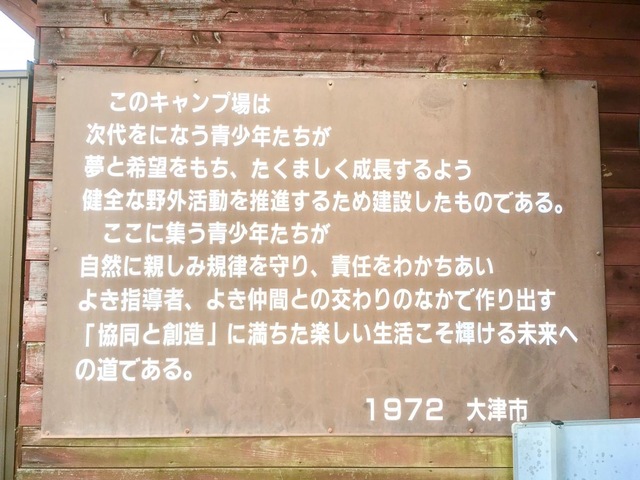 このキャンプ場は
次代をになう青少年たちが
夢と希望をもち、たくましく成長するよう
健全な野外活動を推進するため建設したものである。
ここに集う青少年たちが
自然に親しみ規律を守り、責任をわかちあい
よき指導者、よき仲間との交わりのなかで作り出す
「協同と創造」に満ちた楽しい生活こそ輝ける未来へ
の道である。
1972 大津市